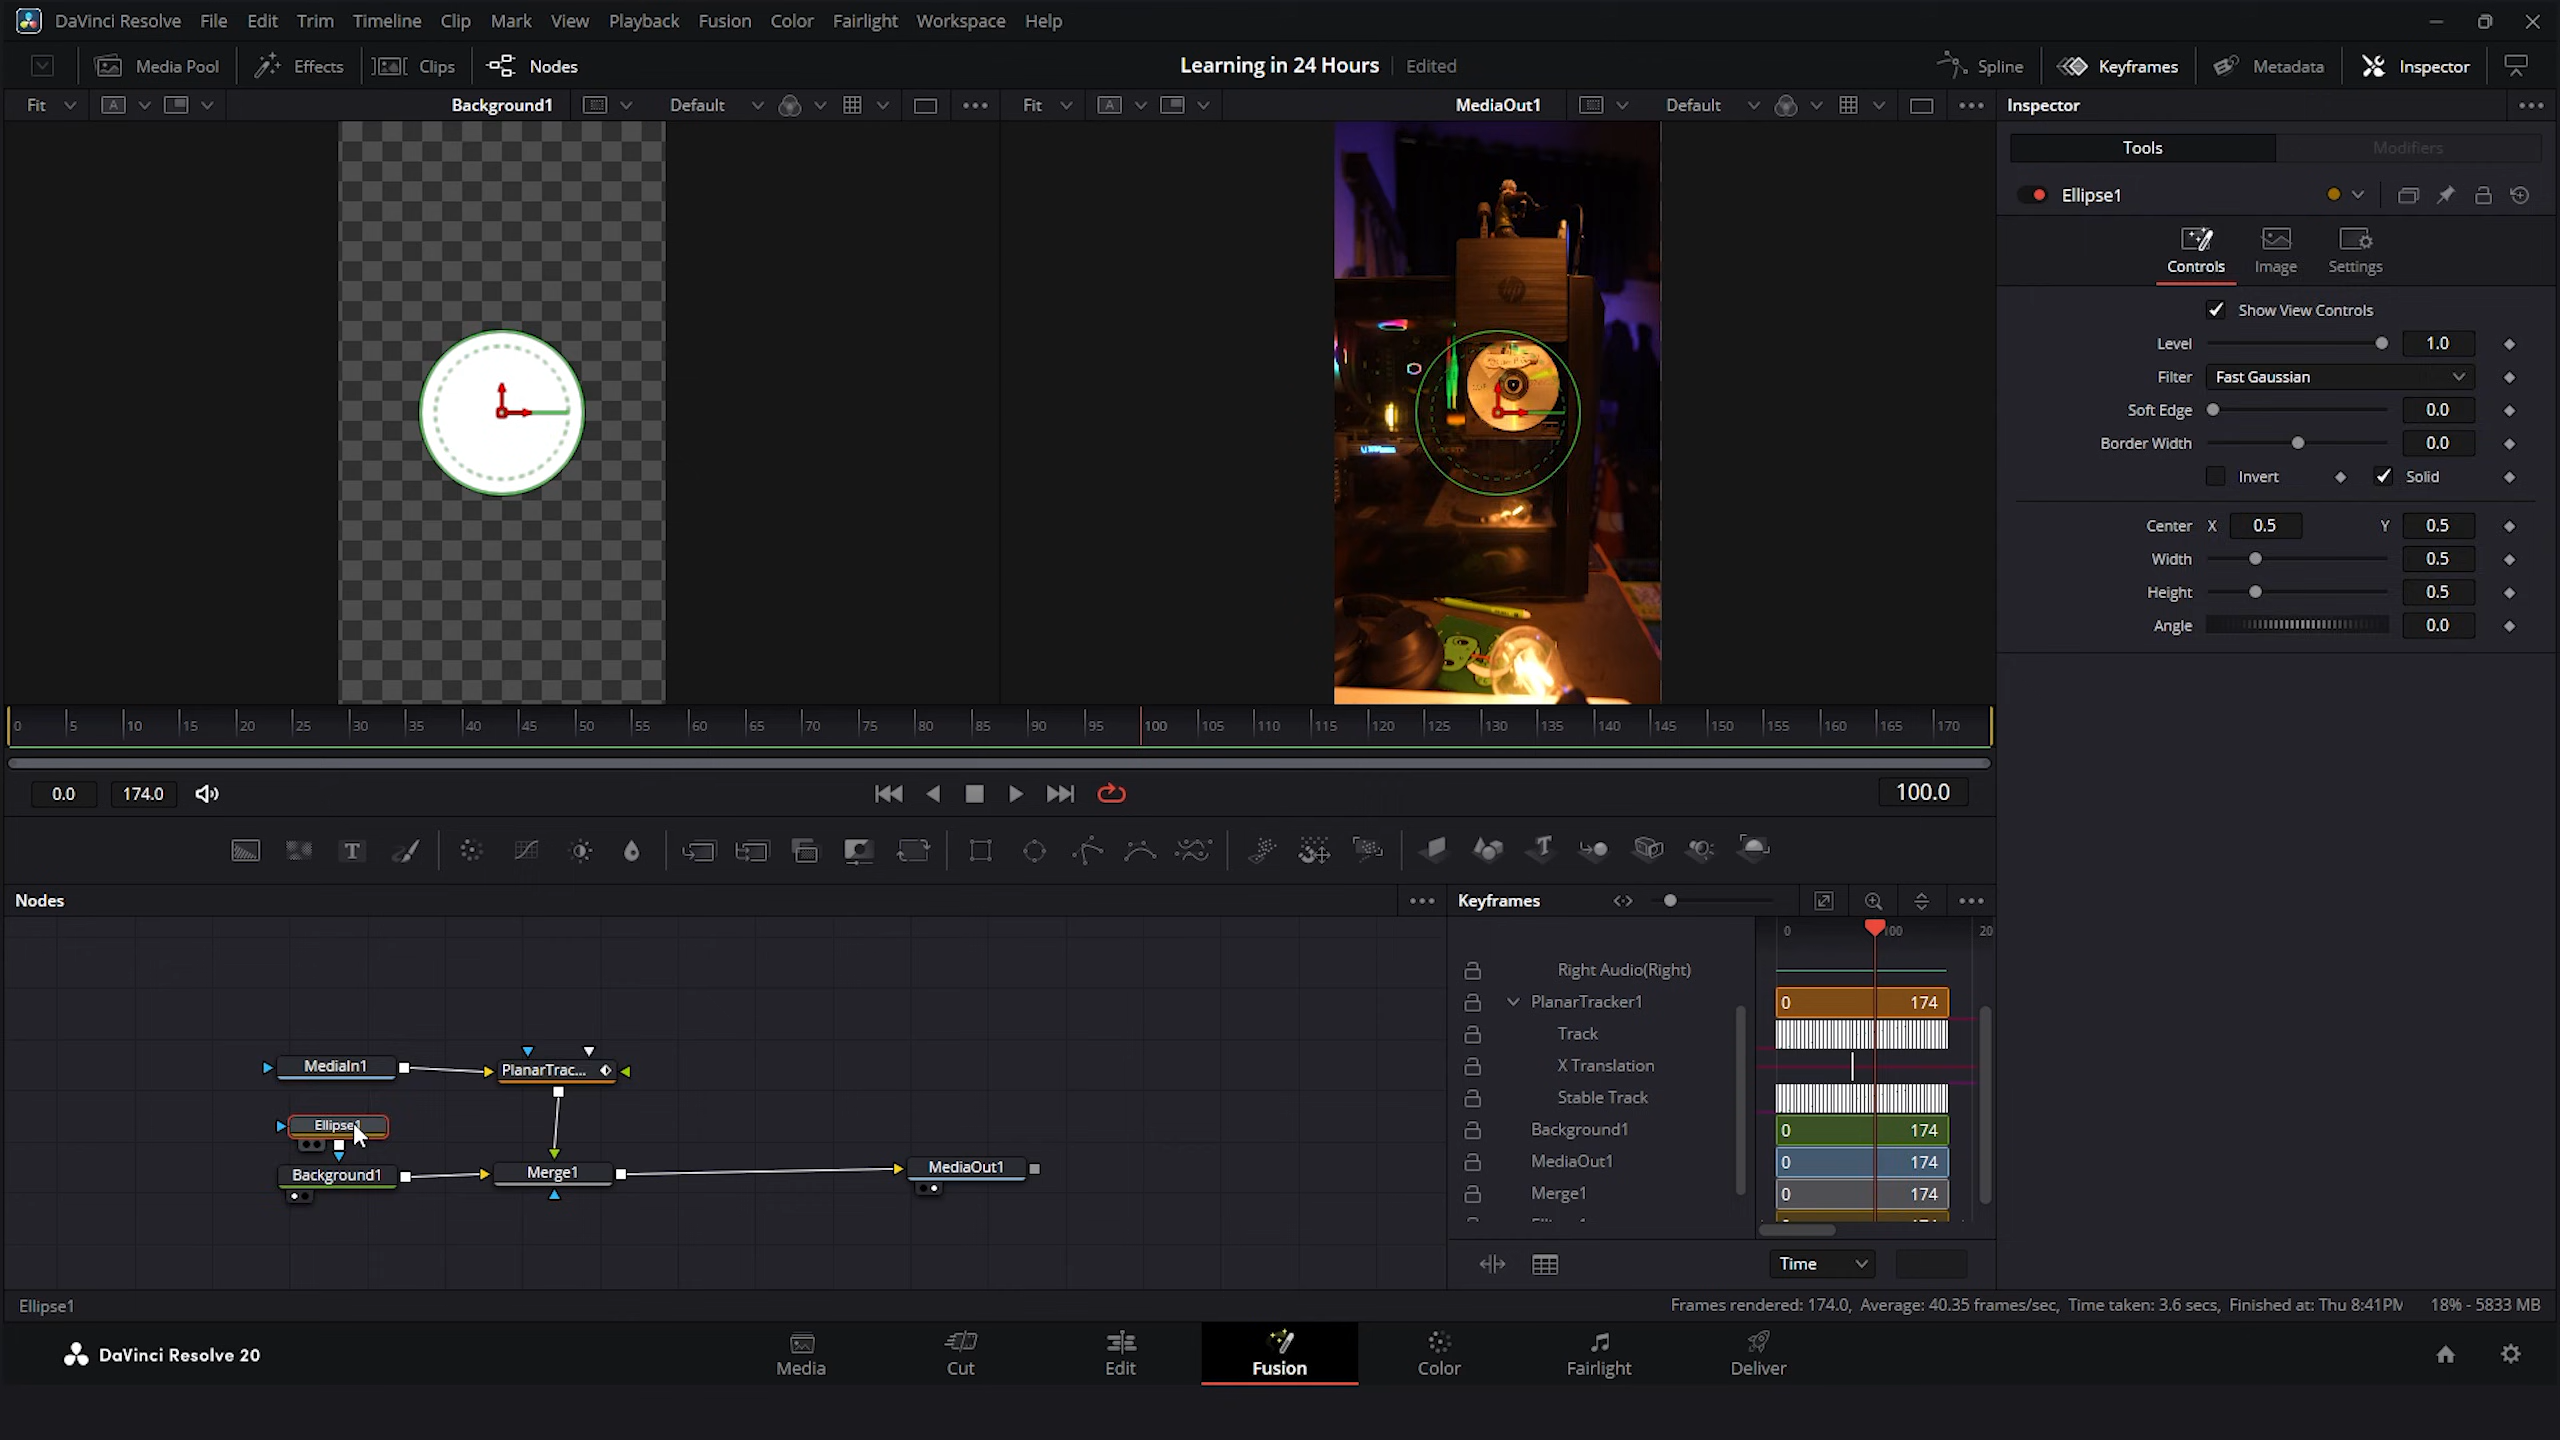 DaVinci Resolve File Edit Trim Timeline Clip Mark View Playback Fusion Color Fairlight Workspace Help
Media Pool Effects Clips Nodes Learning in 24 Hours Edited Spline Keyframes Metadata Inspector
Fit A Background1 Default Fit A MediaOut1 Default Inspector
Tools Modifiers
Ellipse1
Controls Image Settings
Show View Controls
Level 1.0
Filter Fast Gaussian
Soft Edge 0.0
Border Width 0.0
Invert Solid
Center X 0.5 Y 0.5
Width 0.5
Height 0.5
Angle 0.0
0 5 10 15 20 25 30 35 40 45 50 55 60 65 70 75 80 85 90 95 100 105 110 115 120 125 130 135 140 145 150 155 160 165 170
0.0 174.0 100.0
T T
Nodes Keyframes
0 100 20
Right Audio(Right)
PlanarTracker1 0 174
Track
X Translation
Stable Track
Background1 0 174
MediaOut1 0 174
Merge1 0 174
MediaIn1 PlanarTrac...
Ellipse1
Background1 Merge1 MediaOut1
Time
Ellipse1 Frames rendered: 174.0, Average: 40.35 frames/sec, Time taken: 3.6 secs, Finished at: Thu 8:41PM 18% - 5833 MB
DaVinci Resolve 20 Media Cut Edit Fusion Color Fairlight Deliver